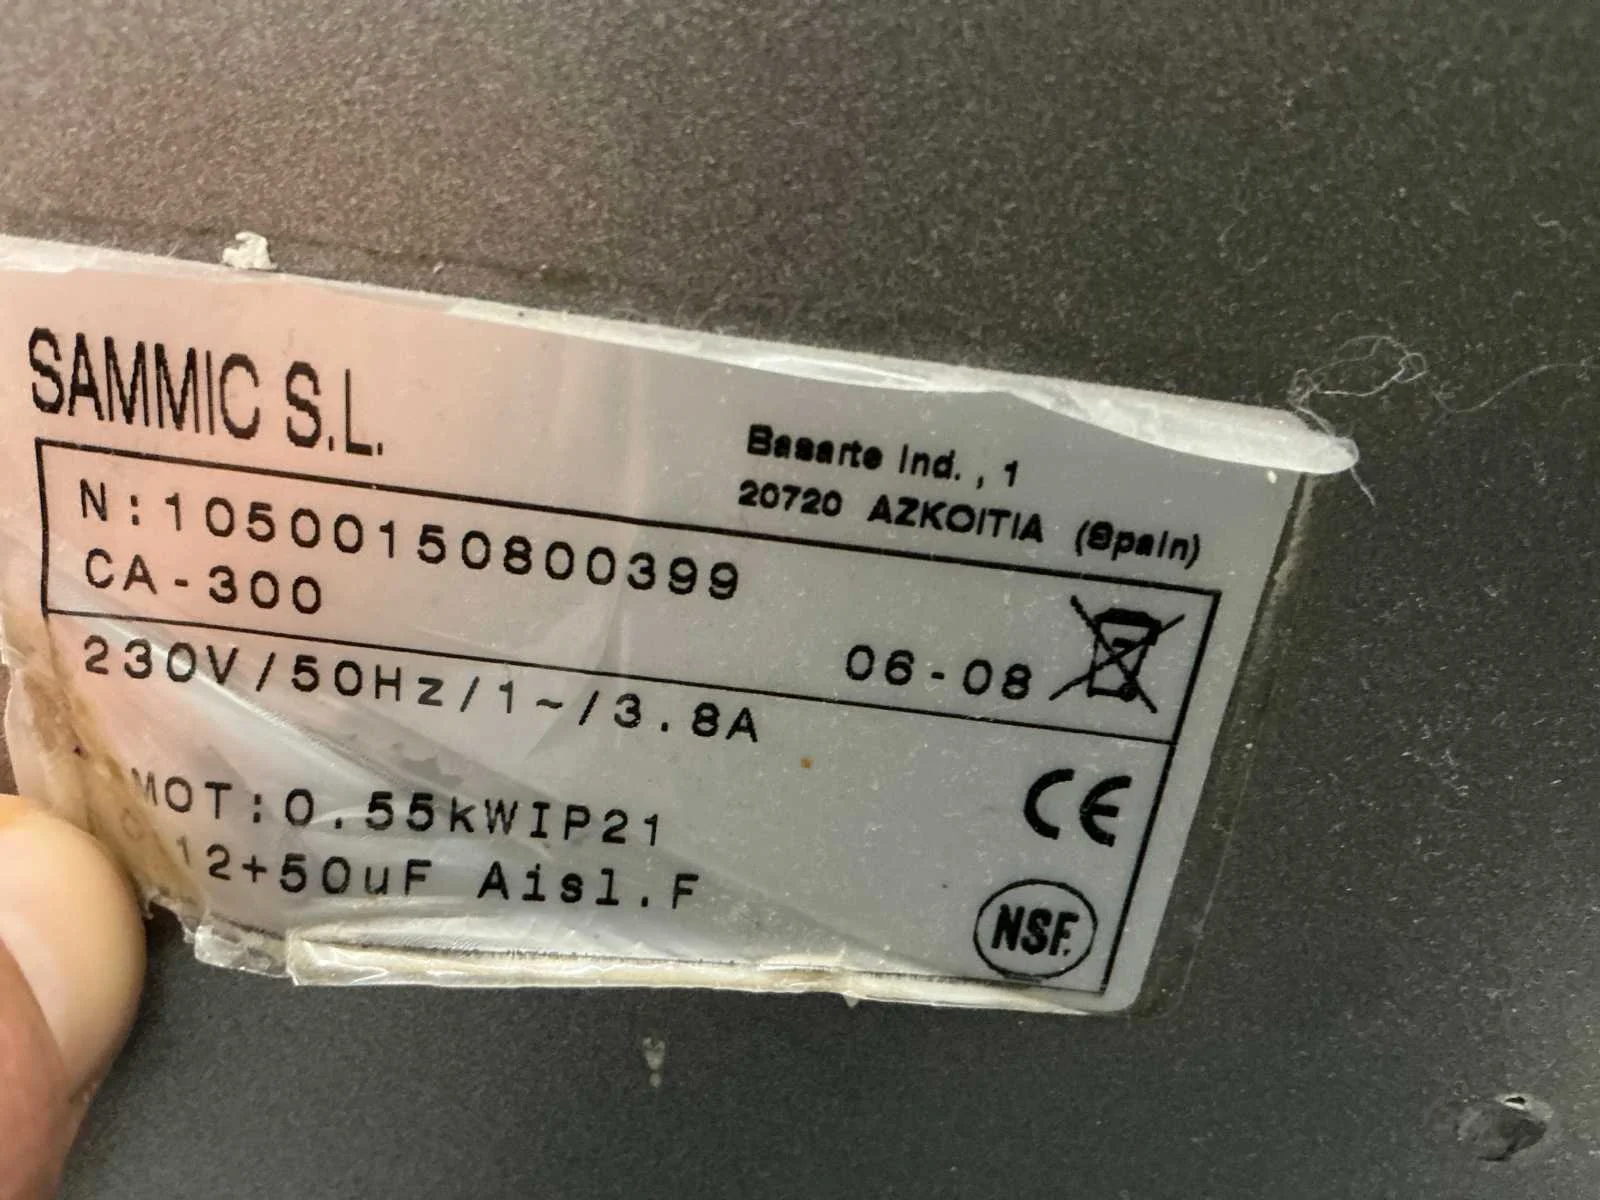 SAMMIC S.L.
Basarte Ind., 1
20720 AZKOITIA (Spain)
N:10500150800399
CA-300
06-08
230V/50Hz/1~/3.8A
MOT:0.55kWIP21
12+50uF Aisl.F
CE
NSF.